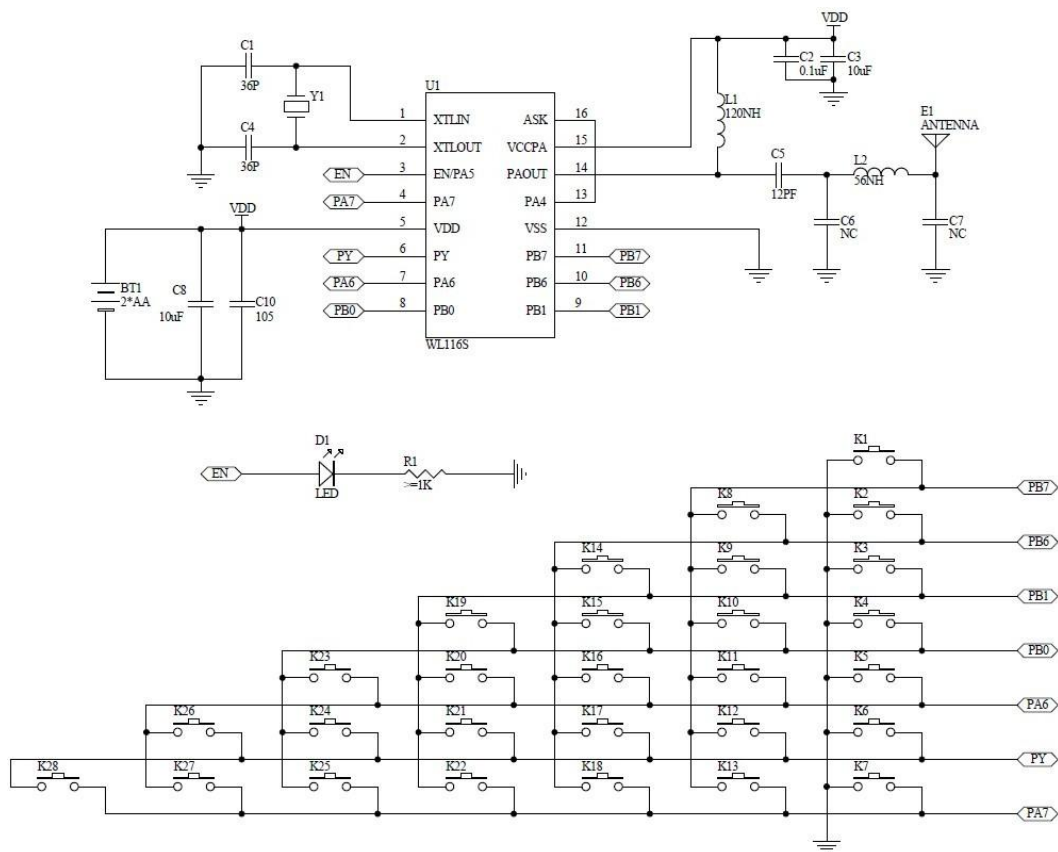 VDD
C1
36P
Y1
C4
36P
C2
0.1uF
C3
10uF
L1
120NH
E1
ANTENNA
U1
1 XTLIN ASK 16
2 XTLOUT VCCPA 15
EN 3 EN/PA5 PAOUT 14
PA7 4 PA7 PA4 13
5 VDD VSS 12
PY 6 PY PB7 11 PB7
PA6 7 PA6 PB6 10 PB6
PB0 8 PB0 PB1 9 PB1
WL116S
C5
12PF
L2
56NH
C6
NC
C7
NC
VDD
BT1
2*AA
C8
10uF
C10
105
EN
D1
LED
R1
>=1K
K1
PB7
K8 K2
PB6
K14 K9 K3
PB1
K19 K15 K10 K4
PB0
K23 K20 K16 K11 K5
PA6
K26 K24 K21 K17 K12 K6
PY
K28 K27 K25 K22 K18 K13 K7
PA7